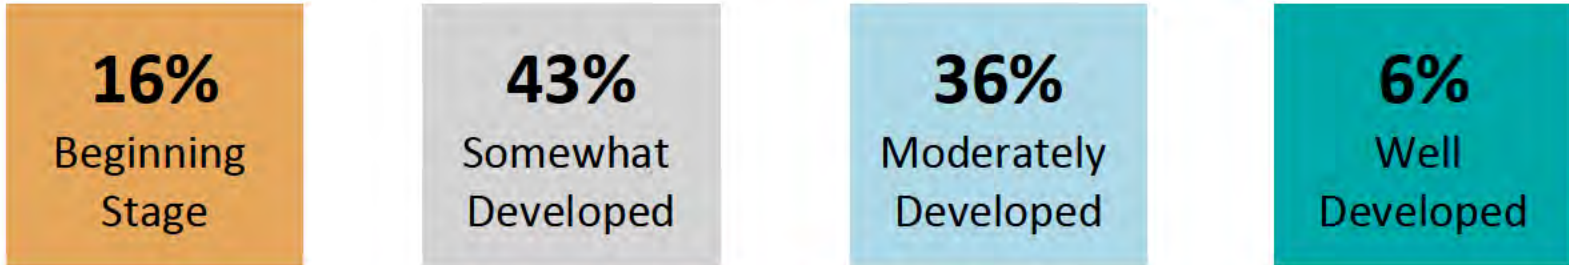 16%
Beginning
Stage
43%
Somewhat
Developed
36%
Moderately
Developed
6%
Well
Developed